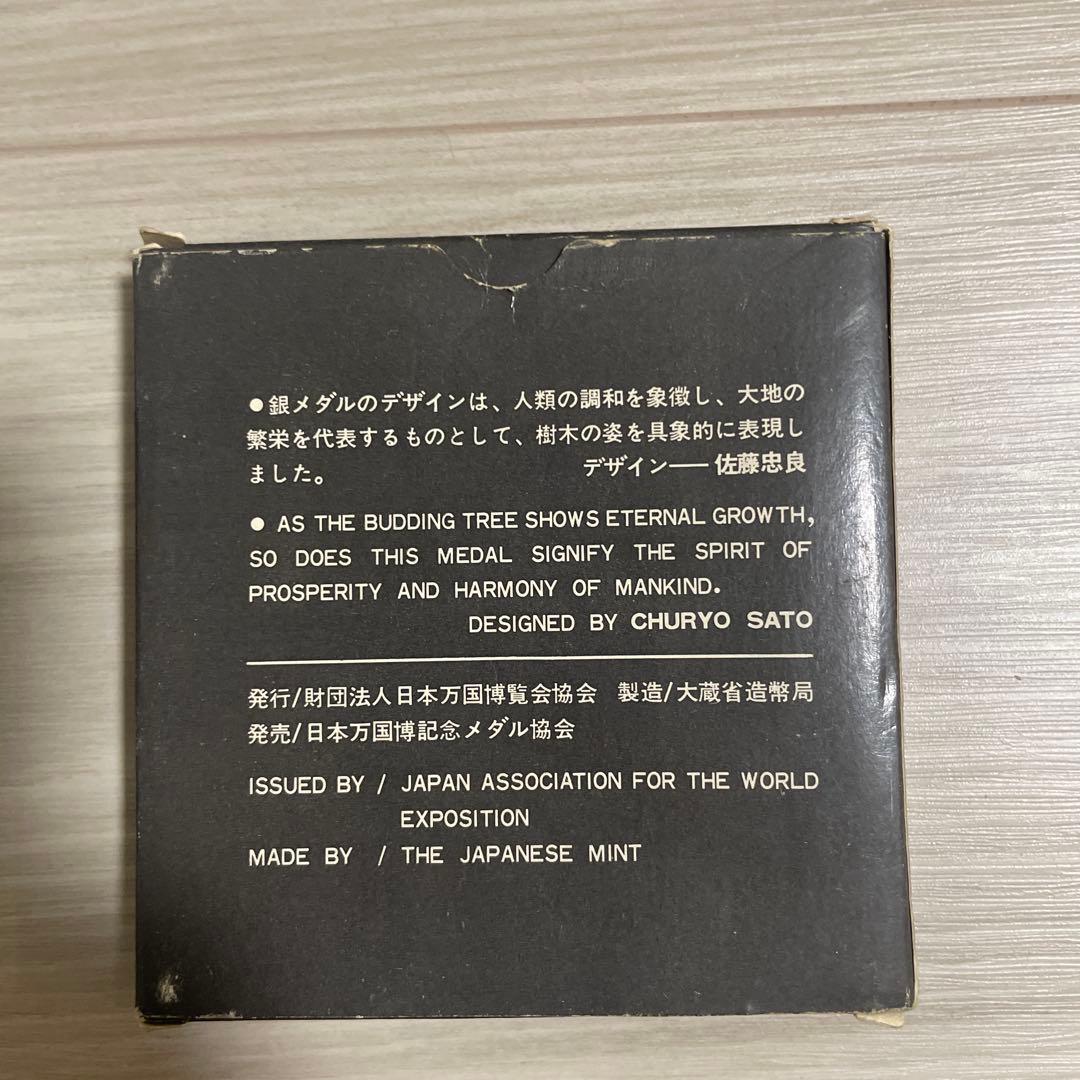 ●銀メダルのデザインは、人類の調和を象徴し、大地の
繁栄を代表するものとして、樹木の姿を具象的に表現し
ました。 デザイン——佐藤忠良
● AS THE BUDDING TREE SHOWS ETERNAL GROWTH,
SO DOES THIS MEDAL SIGNIFY THE SPIRIT OF
PROSPERITY AND HARMONY OF MANKIND.
DESIGNED BY CHURYO SATO
発行/財団法人日本万国博覧会協会 製造/大蔵省造幣局
発売/日本万国博記念メダル協会
ISSUED BY / JAPAN ASSOCIATION FOR THE WORLD
EXPOSITION
MADE BY / THE JAPANESE MINT